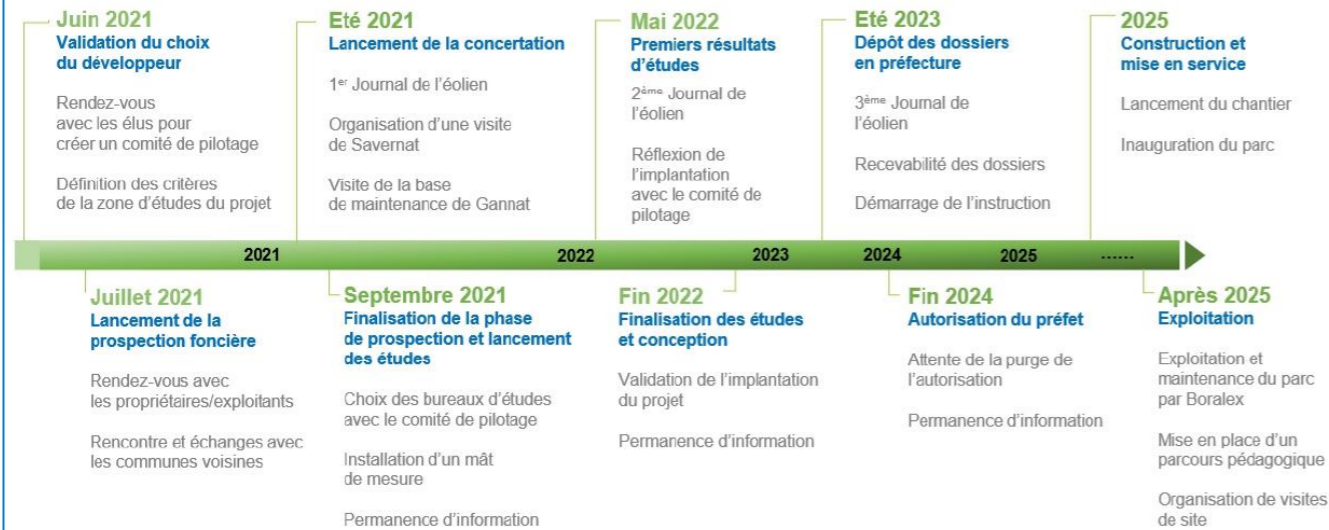 Juin 2021
Validation du choix
du développeur
Rendez-vous
avec les élus pour
créer un comité de pilotage
Définition des critères
de la zone d'études du projet
Eté 2021
Lancement de la concertation
1er Journal de l'éolien
Organisation d'une visite
de Savernat
Visite de la base
de maintenance de Gannat
Mai 2022
Premiers résultats
d'études
2ème Journal de
l'éolien
Réflexion de
l'implantation
avec le comité de
pilotage
Eté 2023
Dépôt des dossiers
en préfecture
3ème Journal de
l'éolien
Recevabilité des dossiers
Démarrage de l'instruction
2025
Construction et
mise en service
Lancement du chantier
Inauguration du parc
2021 2022 2023 2024 2025 ......
Juillet 2021
Lancement de la
prospection foncière
Rendez-vous avec
les propriétaires/exploitants
Rencontre et échanges avec
les communes voisines
Septembre 2021
Finalisation de la phase
de prospection et lancement
des études
Choix des bureaux d'études
avec le comité de pilotage
Installation d'un mât
de mesure
Permanence d'information
Fin 2022
Finalisation des études
et conception
Validation de l'implantation
du projet
Permanence d'information
Fin 2024
Autorisation du préfet
Attente de la purge de
l'autorisation
Permanence d'information
Après 2025
Exploitation
Exploitation et
maintenance du parc
par Boralex
Mise en place d'un
parcours pédagogique
Organisation de visites
de site